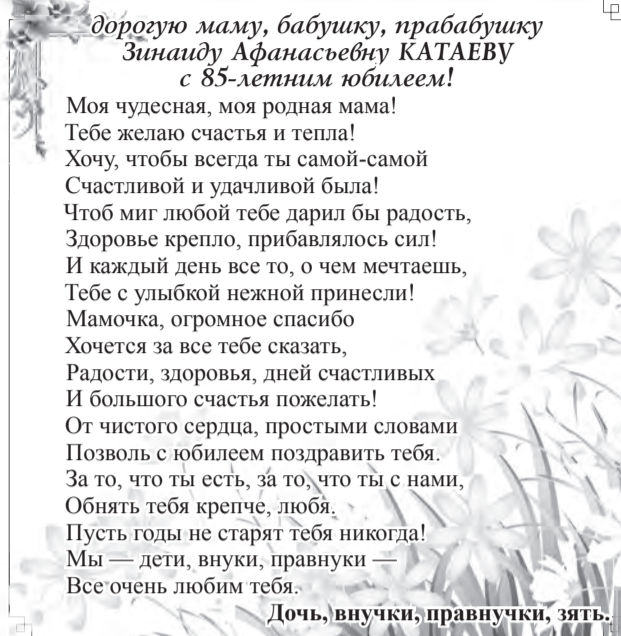 дорогую маму, бабушку, прабабушку
Зинаиду Афанасьевну КАТАЕВУ
с 85-летним юбилеем!
Моя чудесная, моя родная мама!
Тебе желаю счастья и тепла!
Хочу, чтобы всегда ты самой-самой
Счастливой и удачливой была!
Чтоб миг любой тебе дарил бы радость,
Здоровье крепло, прибавлялось сил!
И каждый день все то, о чем мечтаешь,
Тебе с улыбкой нежной принесли!
Мамочка, огромное спасибо
Хочется за все тебе сказать,
Радости, здоровья, дней счастливых
И большого счастья пожелать!
От чистого сердца, простыми словами
Позволь с юбилеем поздравить тебя.
За то, что ты есть, за то, что ты с нами,
Обнять тебя крепче, любя.
Пусть годы не старят тебя никогда!
Мы — дети, внуки, правнуки —
Все очень любим тебя.
Дочь, внучки, правнучки, зять.